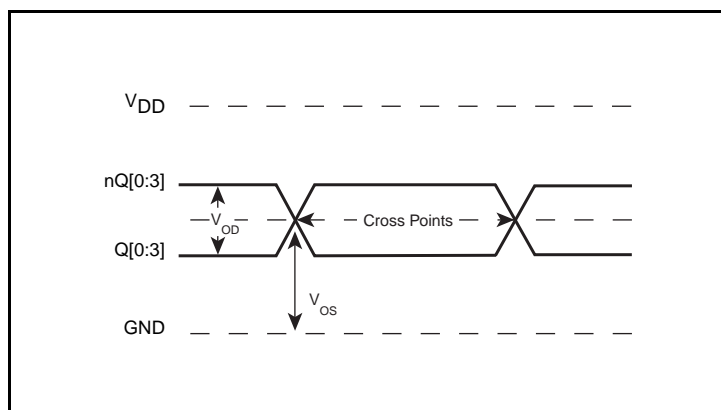 VDD
nQ[0:3]
VOD
Cross Points
Q[0:3]
VOS
GND